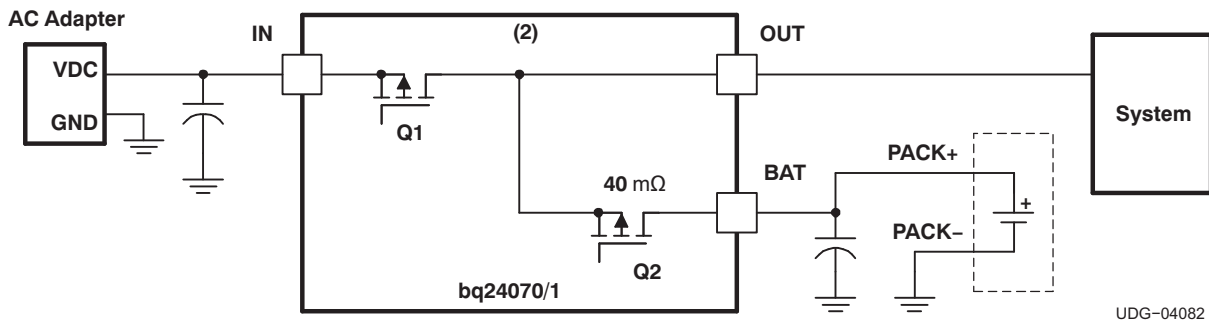 AC Adapter
VDC
GND
IN
(2)
OUT
Q1
System
PACK+
BAT
40 mΩ
+
PACK−
Q2
bq24070/1
UDG−04082